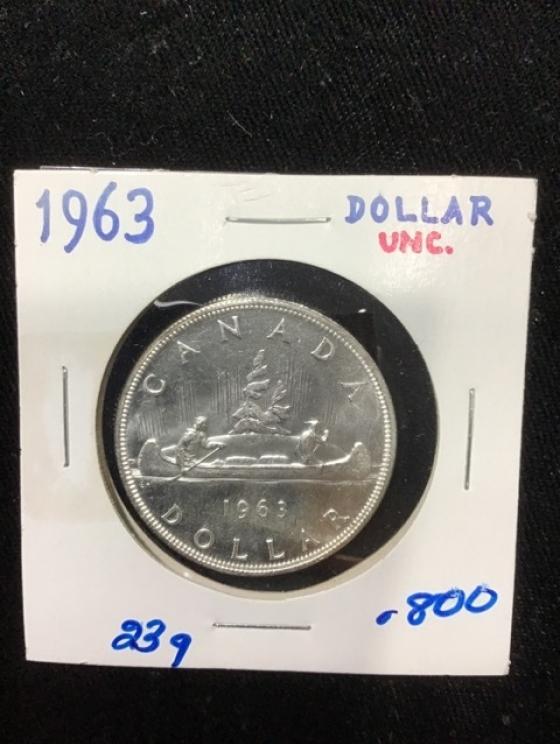 1963 DOLLAR
UNC.
CANADA
1963
DOLLAR
23g .800